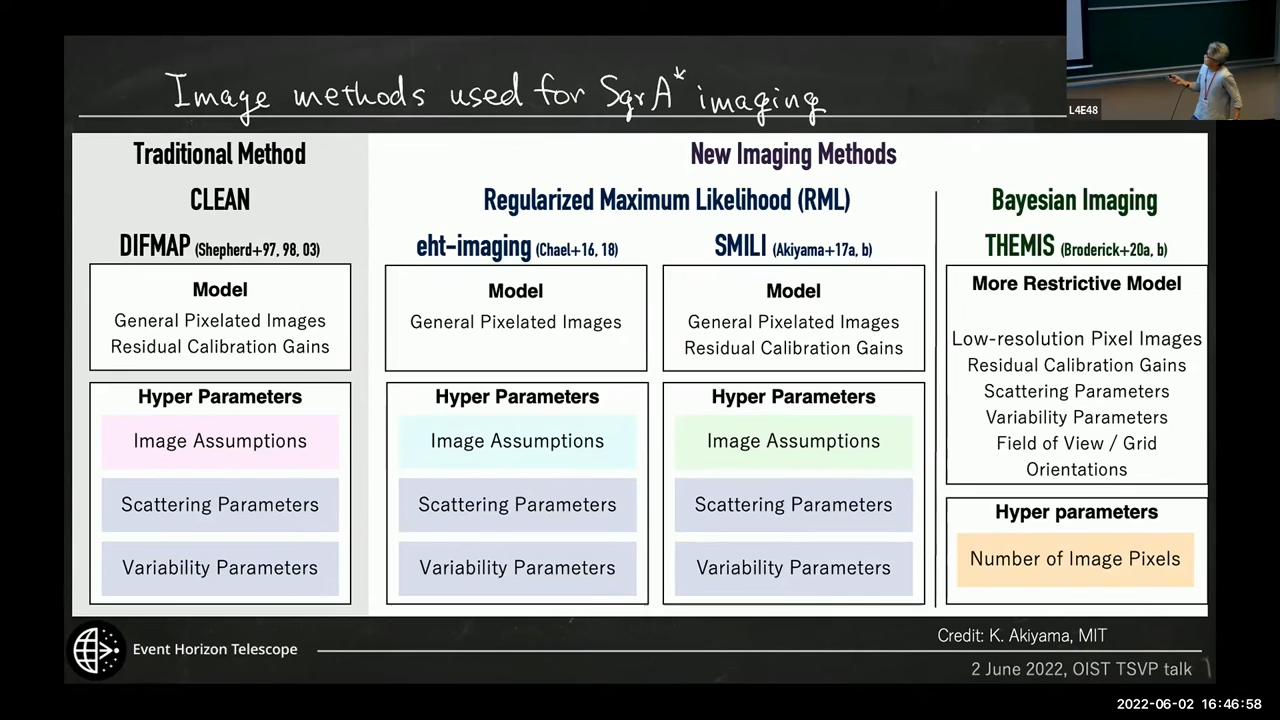 Image methods used for SgrA* imaging
L4E48
Traditional Method
CLEAN
DIFMAP (Shepherd+97, 98, 03)
Model
General Pixelated Images
Residual Calibration Gains
Hyper Parameters
Image Assumptions
Scattering Parameters
Variability Parameters
New Imaging Methods
Regularized Maximum Likelihood (RML)
eht-imaging (Chael+16, 18)
Model
General Pixelated Images
Hyper Parameters
Image Assumptions
Scattering Parameters
Variability Parameters
SMILI (Akiyama+17a, b)
Model
General Pixelated Images
Residual Calibration Gains
Hyper Parameters
Image Assumptions
Scattering Parameters
Variability Parameters
Bayesian Imaging
THEMIS (Broderick+20a, b)
More Restrictive Model
Low-resolution Pixel Images
Residual Calibration Gains
Scattering Parameters
Variability Parameters
Field of View / Grid
Orientations
Hyper parameters
Number of Image Pixels
Event Horizon Telescope
Credit: K. Akiyama, MIT
2 June 2022, OIST TSVP talk
2022-06-02 16:46:58